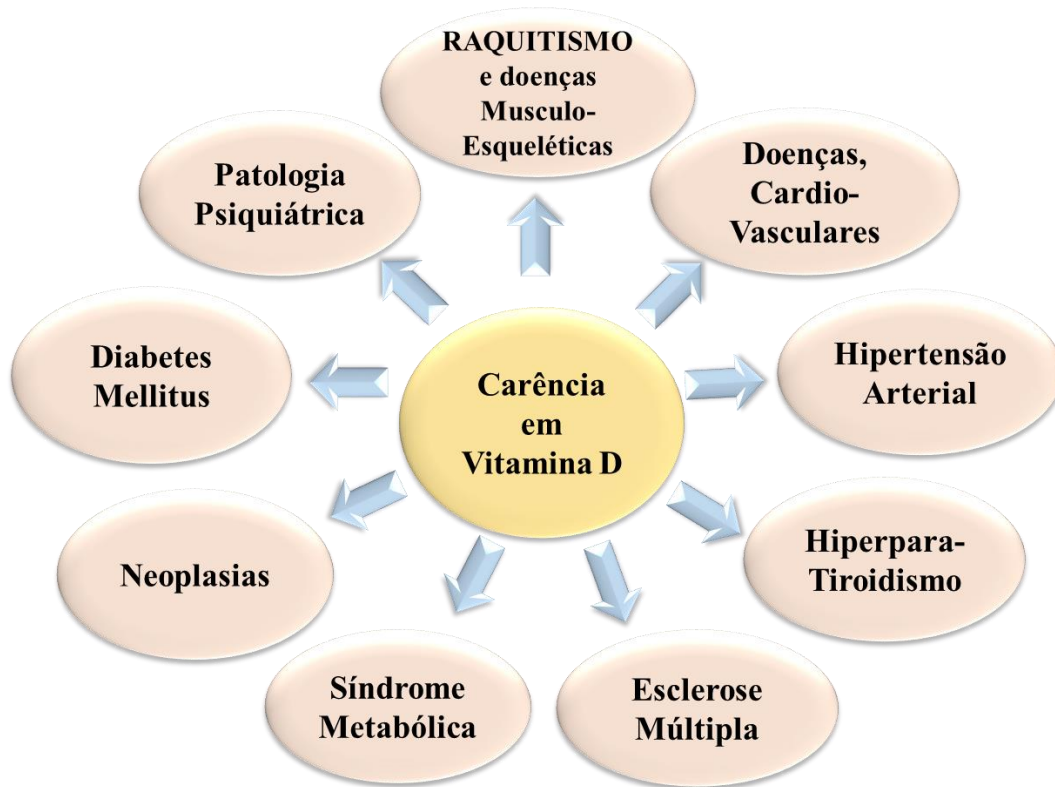 RAQUITISMO
e doenças
Musculo-
Esqueléticas
Patologia
Psiquiátrica
Doenças,
Cardio-
Vasculares
Diabetes
Mellitus
Carência
em
Vitamina D
Hipertensão
Arterial
Neoplasias
Hiperpara-
Tiroidismo
Síndrome
Metabólica
Esclerose
Múltipla